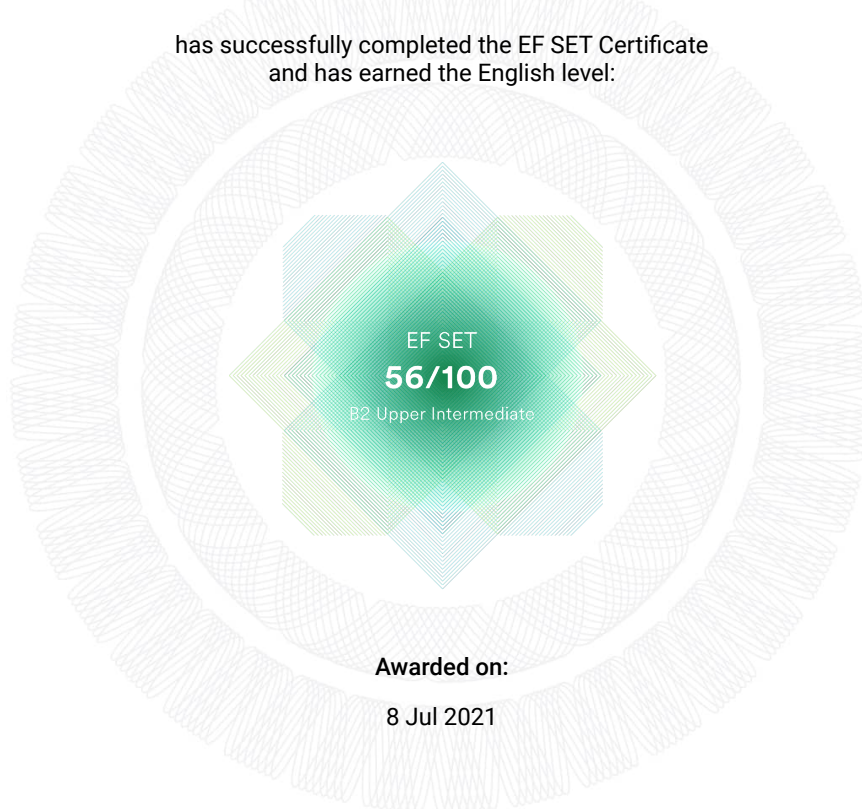 has successfully completed the EF SET Certificate
and has earned the English level:
EF SET
56/100
B2 Upper Intermediate
Awarded on:
8 Jul 2021